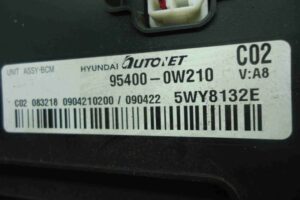 UNIT ASSY-BCM HYUNDAI AUTONET C02
95400-0W210 V:A8
C02 083218 0904210200 / 090422 5WY8132E